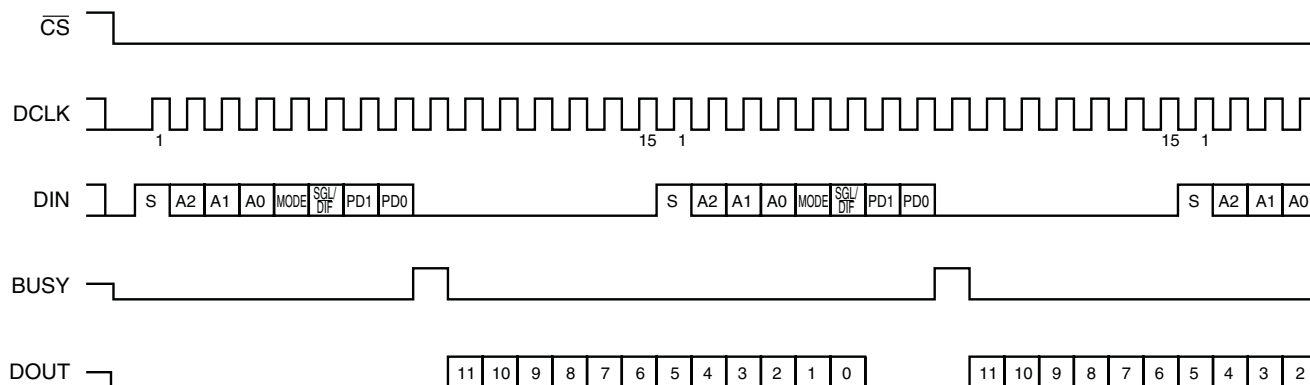 CS
DCLK
1 15 1 15 1
DIN
S A2 A1 A0 MODE SGL/DIF PD1 PD0 S A2 A1 A0 MODE SGL/DIF PD1 PD0 S A2 A1 A0
BUSY
DOUT
11 10 9 8 7 6 5 4 3 2 1 0 11 10 9 8 7 6 5 4 3 2